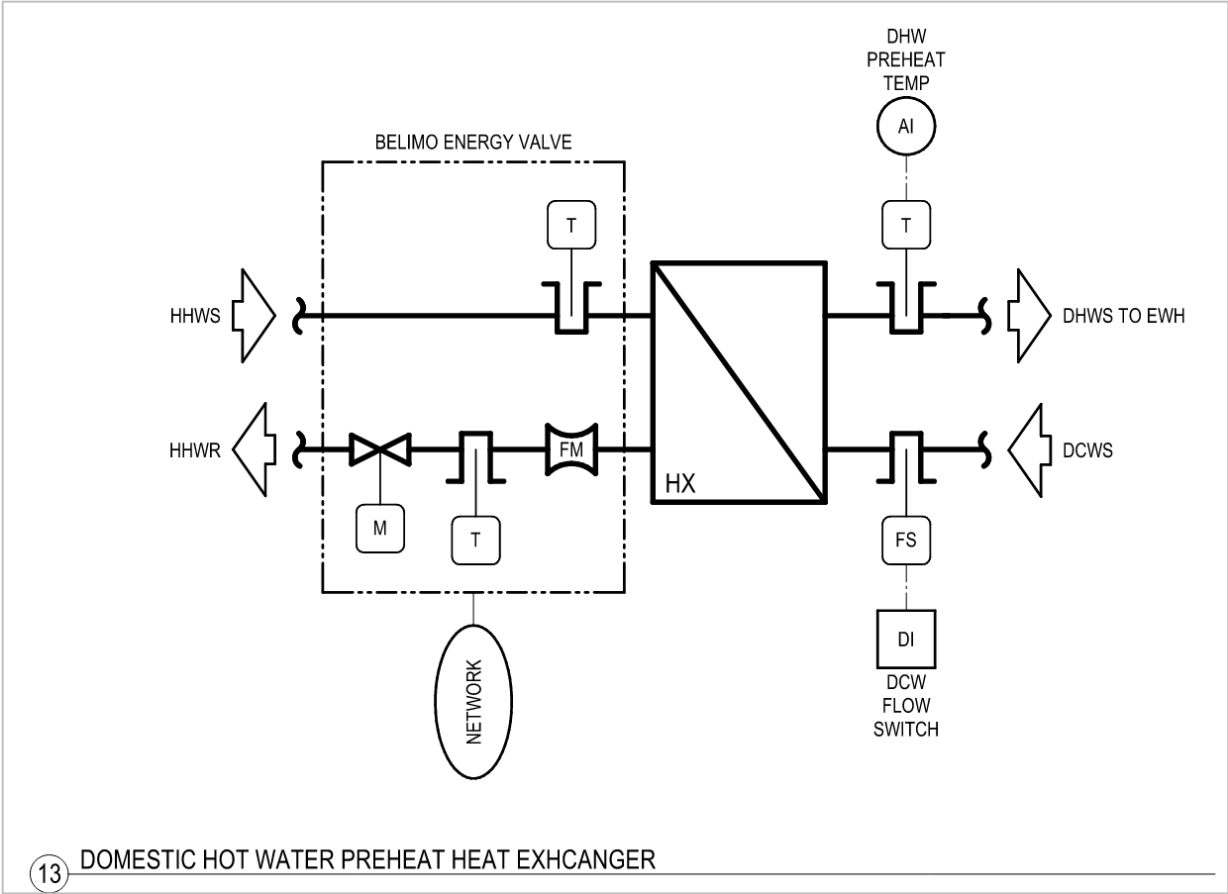 DHW
PREHEAT
TEMP
AI
BELIMO ENERGY VALVE
T
T
HHWS
DHWS TO EWH
HHWR
FM
DCWS
HX
M
T
FS
DI
NETWORK
DCW
FLOW
SWITCH
13
DOMESTIC HOT WATER PREHEAT HEAT EXHCANGER